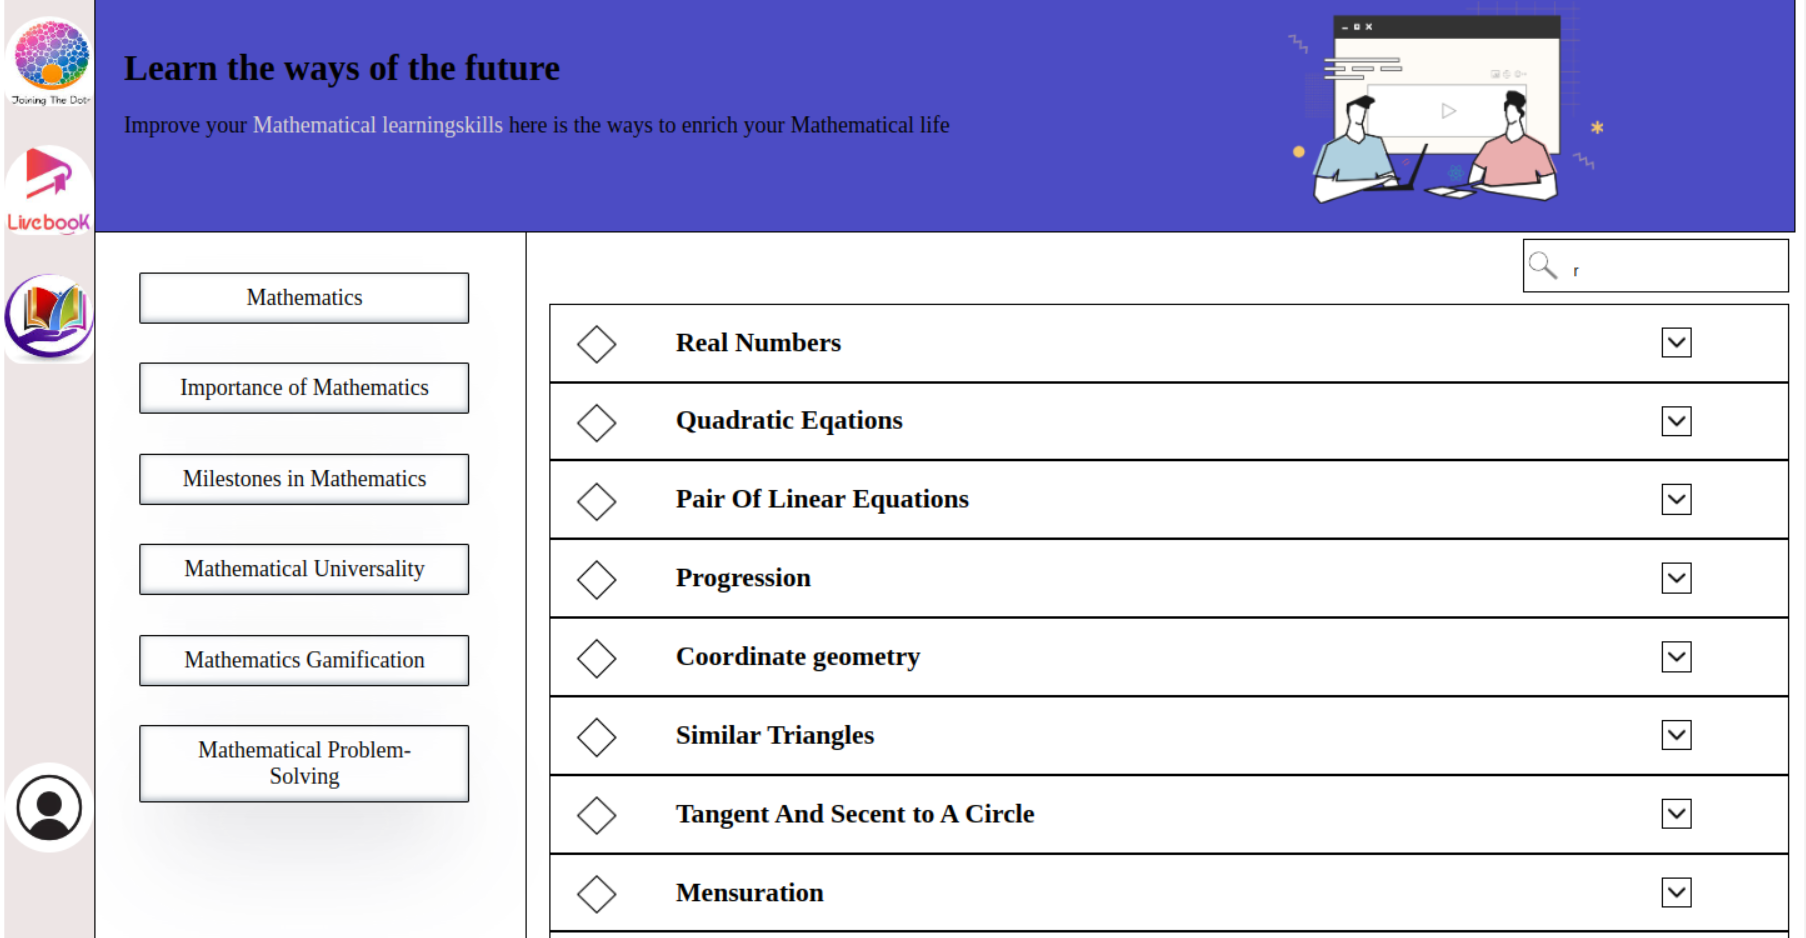 Joining The Dot
Livebook
Learn the ways of the future
Improve your Mathematical learningskills here is the ways to enrich your Mathematical life
Mathematics
Importance of Mathematics
Milestones in Mathematics
Mathematical Universality
Mathematics Gamification
Mathematical Problem-
Solving
r
Real Numbers
Quadratic Eqations
Pair Of Linear Equations
Progression
Coordinate geometry
Similar Triangles
Tangent And Secent to A Circle
Mensuration